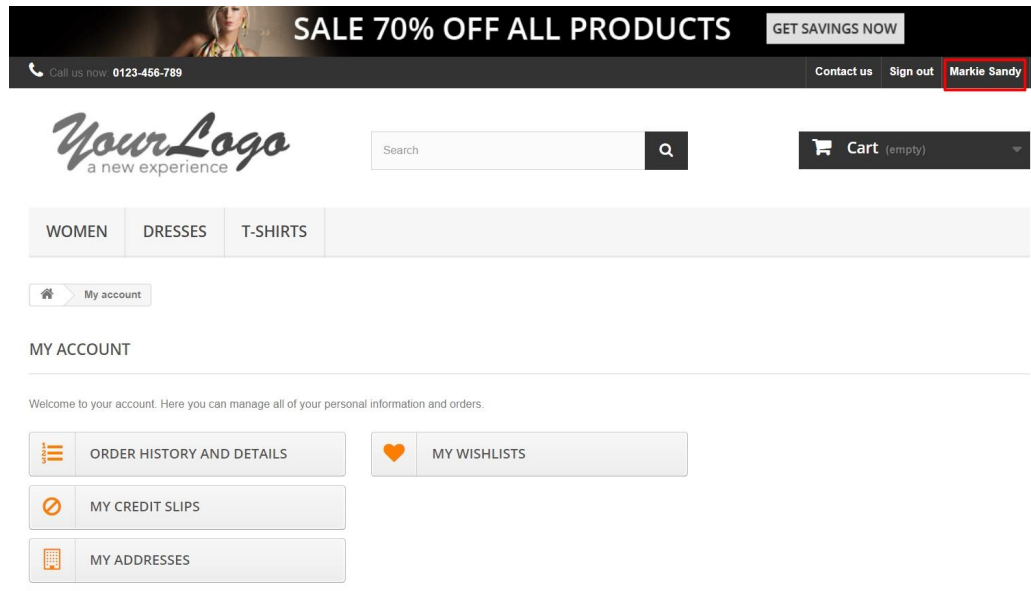 SALE 70% OFF ALL PRODUCTS GET SAVINGS NOW
Call us now: 0123-456-789 Contact us Sign out Markie Sandy
YourLogo
a new experience
Search Cart (empty)
WOMEN DRESSES T-SHIRTS
My account
MY ACCOUNT
Welcome to your account. Here you can manage all of your personal information and orders.
ORDER HISTORY AND DETAILS MY WISHLISTS
MY CREDIT SLIPS
MY ADDRESSES